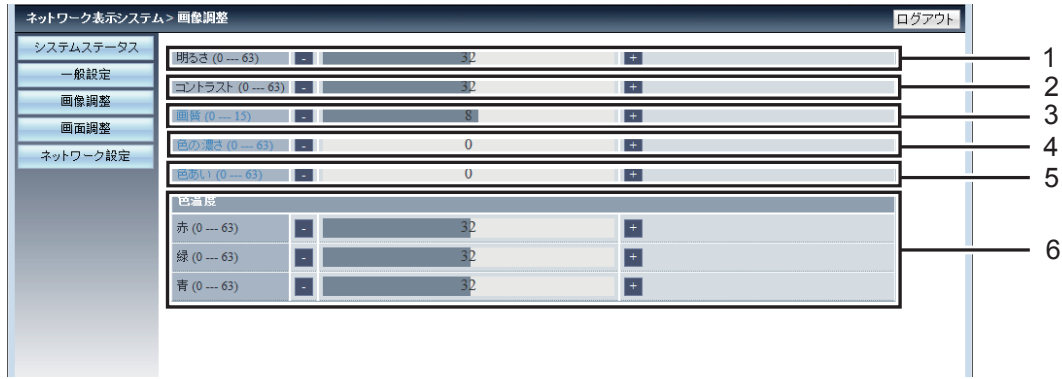 ネットワーク表示システム> 画像調整
ログアウト
システムステータス
一般設定
画像調整
画面調整
ネットワーク設定
明るさ (0 --- 63) - 32 + 1
コントラスト (0 --- 63) - 32 + 2
画質 (0 --- 15) - 8 + 3
色の濃さ (0 --- 63) - 0 + 4
色あい (0 --- 63) - 0 + 5
色温度
赤 (0 --- 63) - 32 +
緑 (0 --- 63) - 32 + 6
青 (0 --- 63) - 32 +